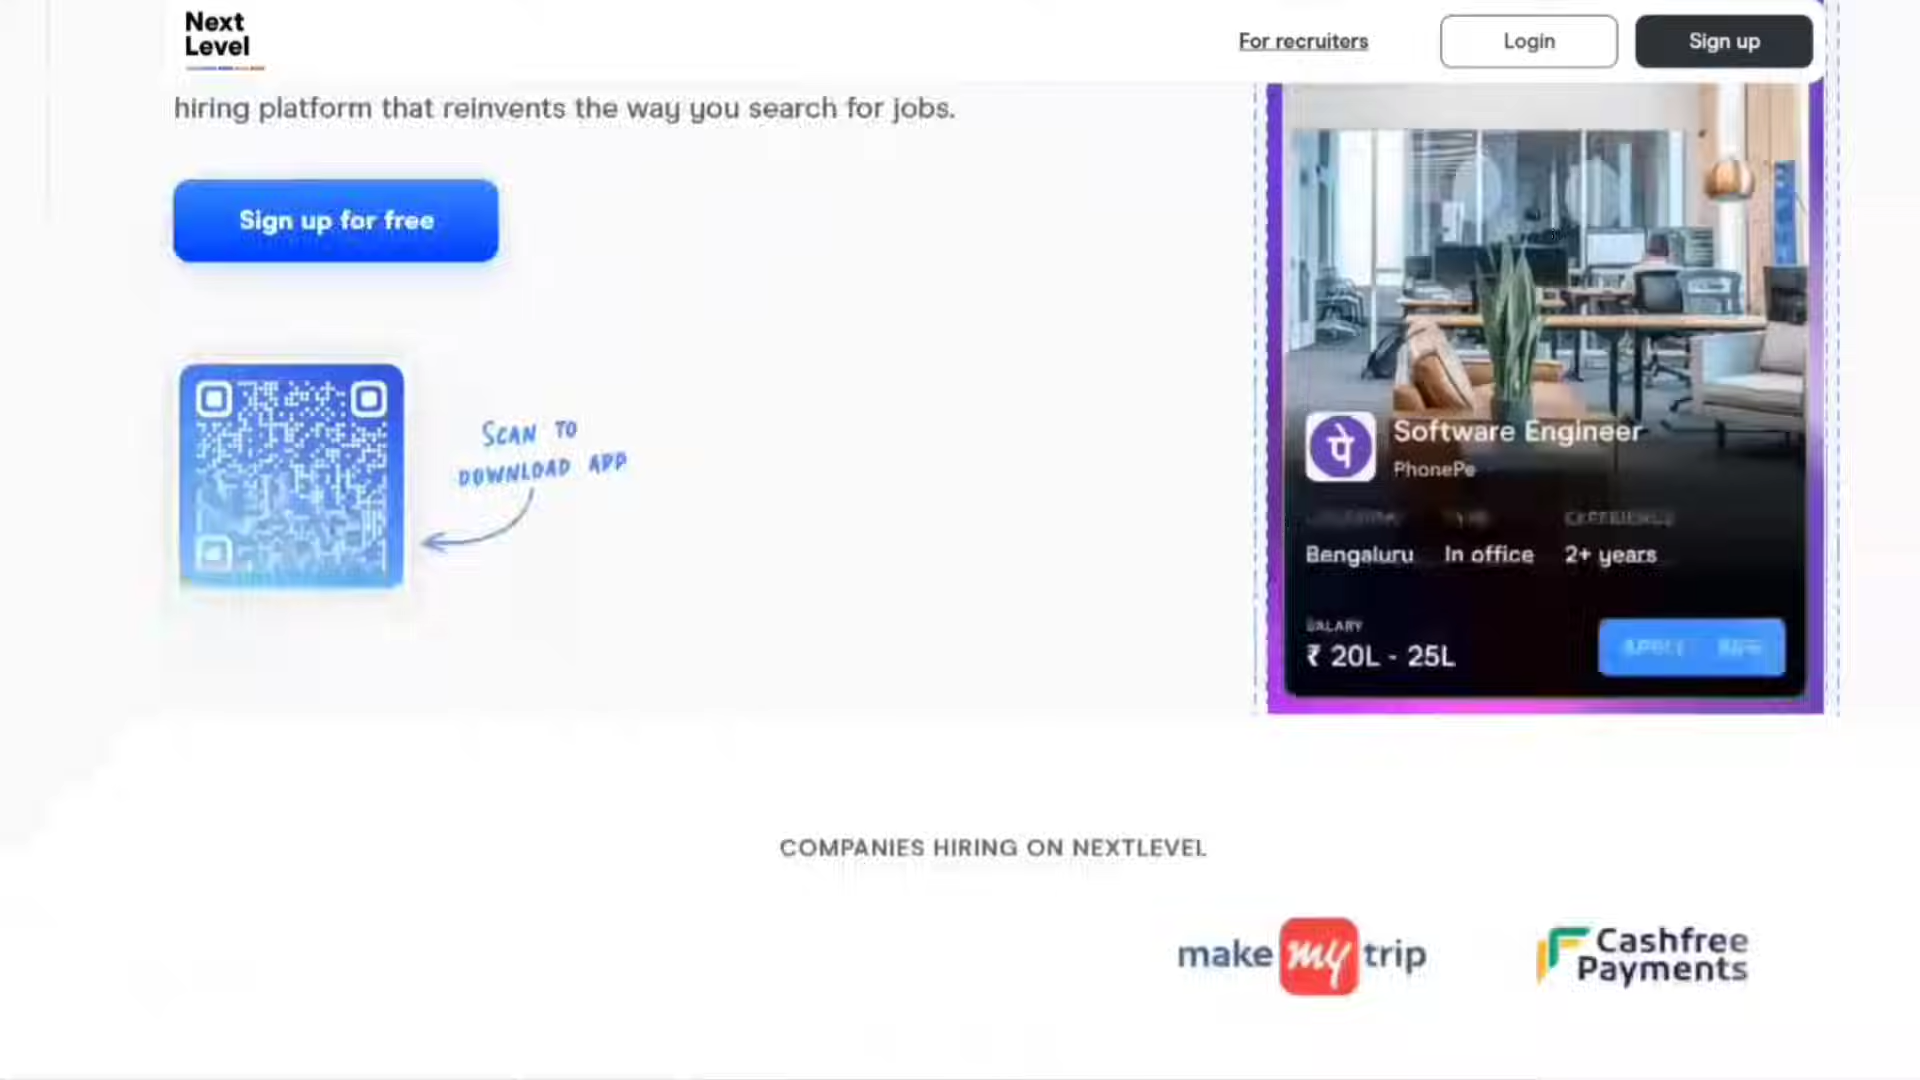 Next
Level
For recruiters
Login
Sign up
hiring platform that reinvents the way you search for jobs.
Sign up for free
SCAN TO
DOWNLOAD APP
पे
Software Engineer
PhonePe
EXPERIENCE
Bengaluru In office 2+ years
SALARY
₹ 20L - 25L
COMPANIES HIRING ON NEXTLEVEL
make my trip
Cashfree
Payments